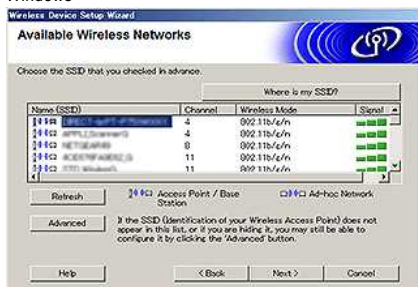 Windows
Wireless Device Setup Wizard
Available Wireless Networks
Choose the SSID that you checked in advance.
Where is my SSID?
Name (SSID) Channel Wireless Mode Signal
4 802.11b/g/n
4 802.11b/g/n
8 802.11b/g/n
11 802.11b/g/n
11 802.11b/g/n
Refresh
Access Point / Base Station
Ad-hoc Network
Advanced
If the SSID (Identification of your Wireless Access Point) does not
appear in this list, or if you are hiding it, you may still be able to
configure it by clicking the 'Advanced' button.
Help
< Back
Next >
Cancel